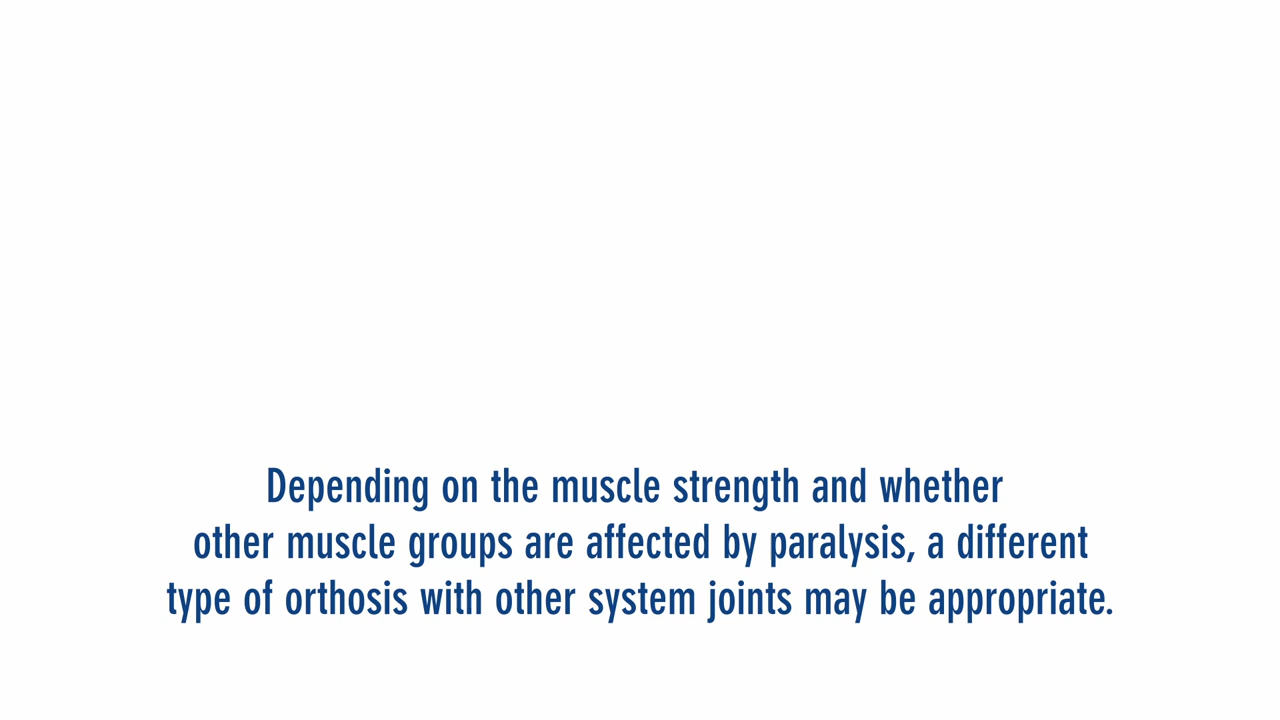 Depending on the muscle strength and whether
other muscle groups are affected by paralysis, a different
type of orthosis with other system joints may be appropriate.